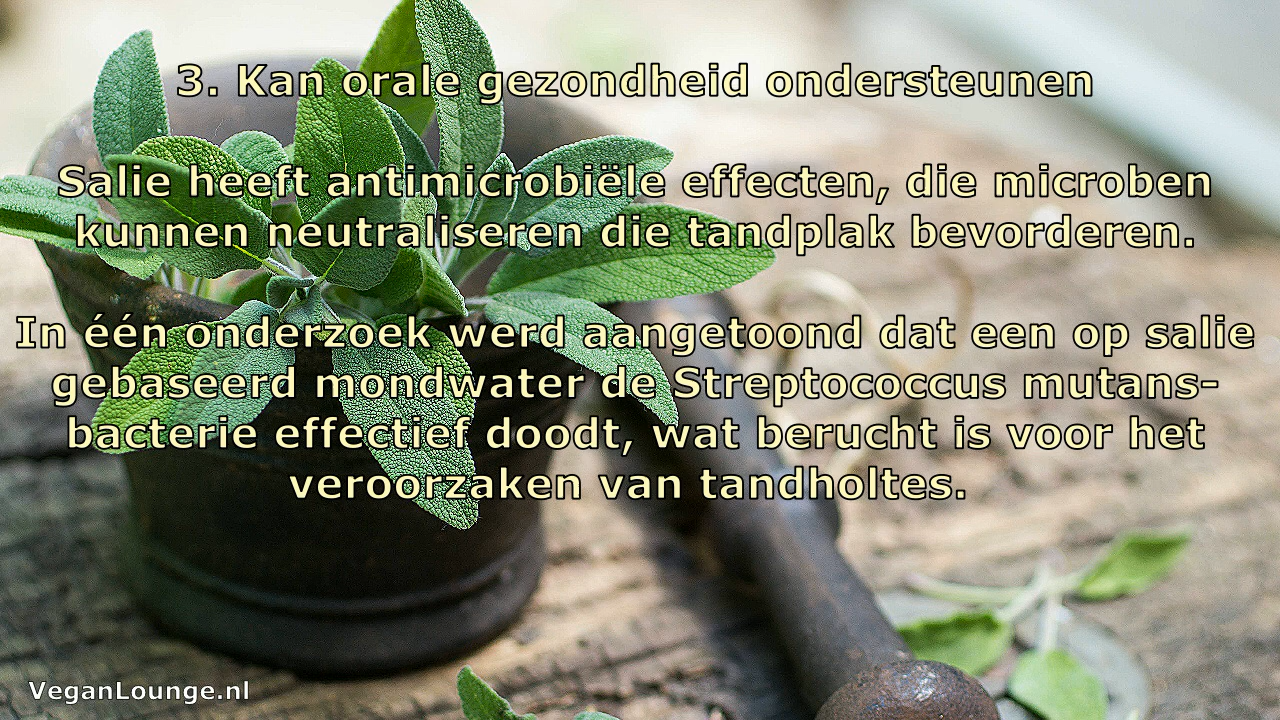 3. Kan orale gezondheid ondersteunen
Salie heeft antimicrobiële effecten, die microben
kunnen neutraliseren die tandplak bevorderen.
In één onderzoek werd aangetoond dat een op salie
gebaseerd mondwater de Streptococcus mutans-
bacterie effectief doodt, wat berucht is voor het
veroorzaken van tandholtes.
VeganLounge.nl